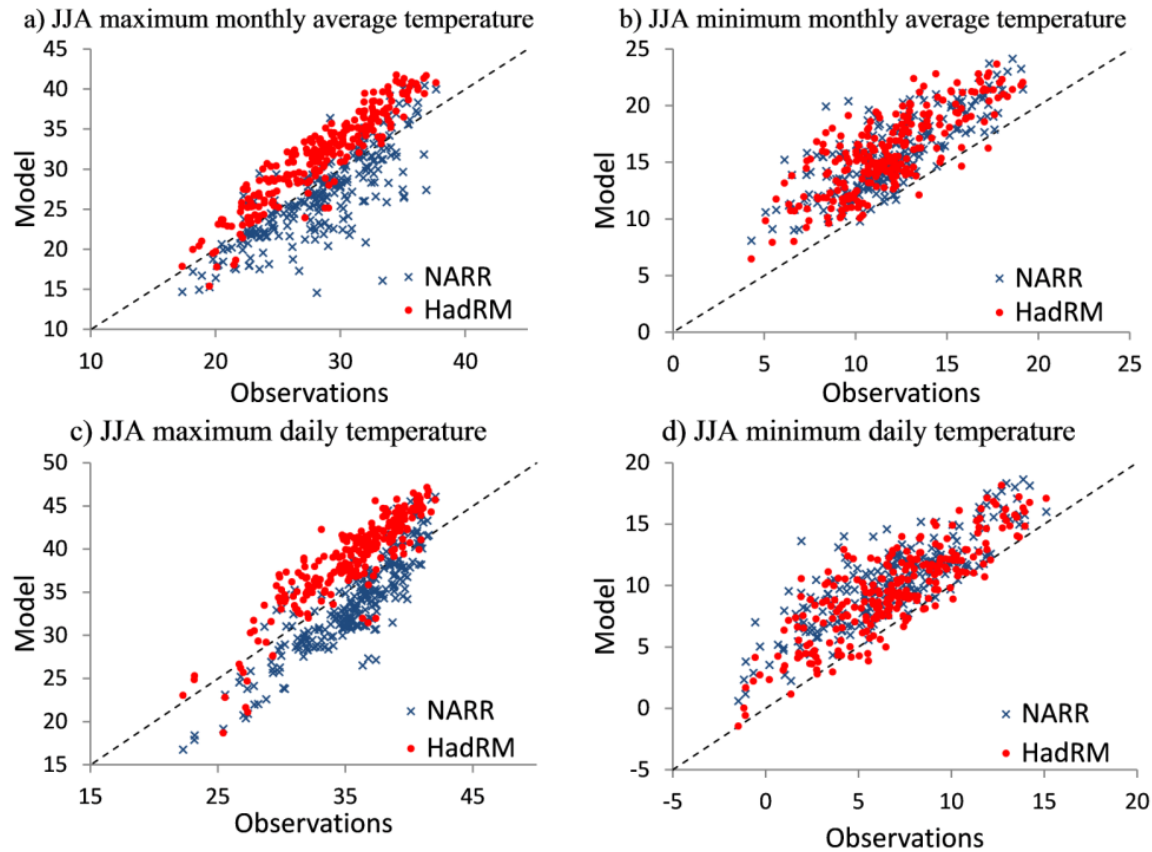 a) JJA maximum monthly average temperature
45
40
35
30
25
20
15
10
Model
10 20 30 40
Observations
NARR
HadRM
b) JJA minimum monthly average temperature
25
20
15
10
5
0
Model
0 5 10 15 20 25
Observations
NARR
HadRM
c) JJA maximum daily temperature
50
45
40
35
30
25
20
15
Model
15 25 35 45
Observations
NARR
HadRM
d) JJA minimum daily temperature
20
15
10
5
0
-5
Model
-5 0 5 10 15 20
Observations
NARR
HadRM